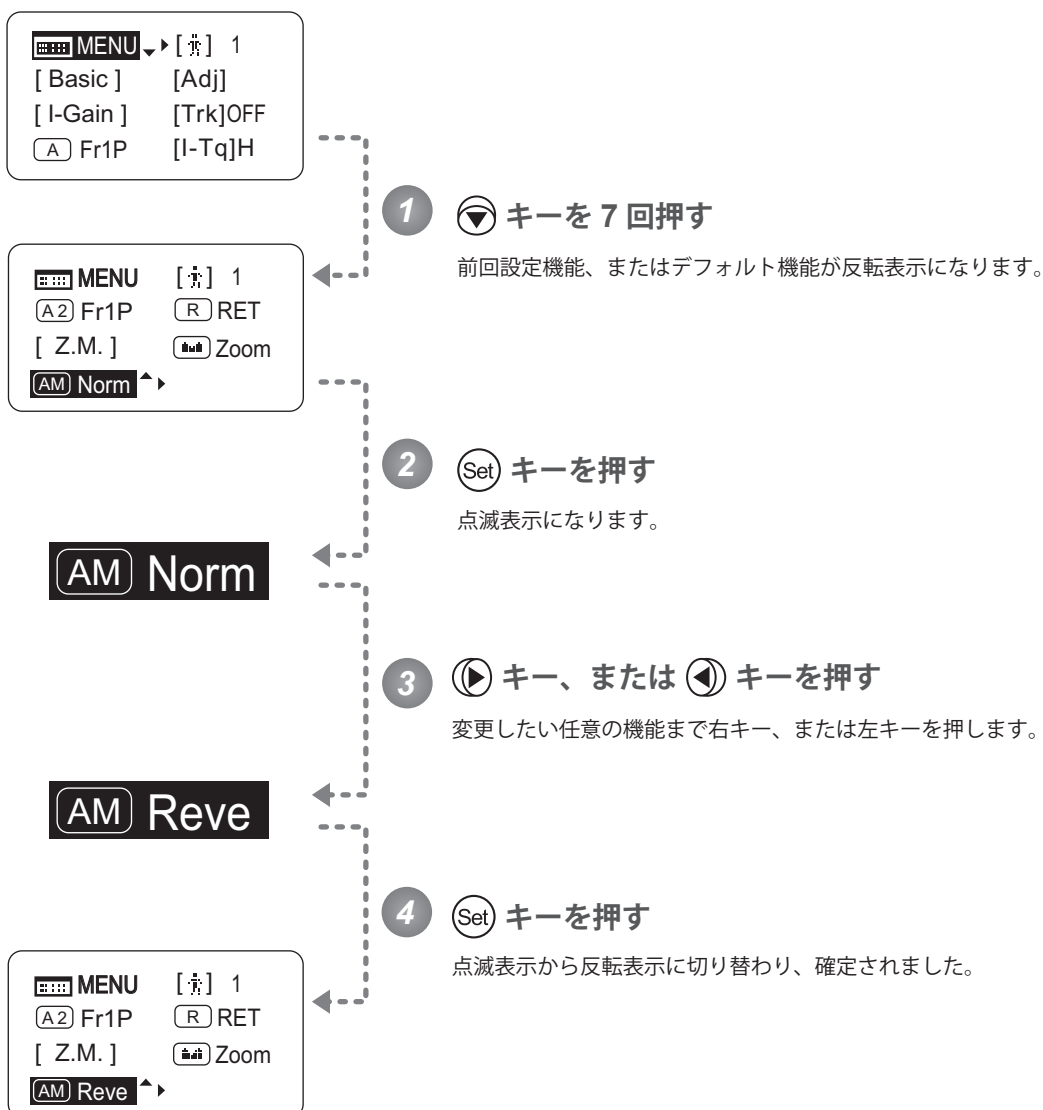 MENU [ ] 1
[ Basic ] [Adj]
[ I-Gain ] [Trk]OFF
A Fr1P [I-Tq]H
1 キーを 7 回押す
前回設定機能、またはデフォルト機能が反転表示になります。
MENU [ ] 1
A2 Fr1P R RET
[ Z.M. ] Zoom
AM Norm
2 Set キーを押す
点滅表示になります。
AM Norm
3 キー、または キーを押す
変更したい任意の機能まで右キー、または左キーを押します。
AM Reve
4 Set キーを押す
点滅表示から反転表示に切り替わり、確定されました。
MENU [ ] 1
A2 Fr1P R RET
[ Z.M. ] Zoom
AM Reve